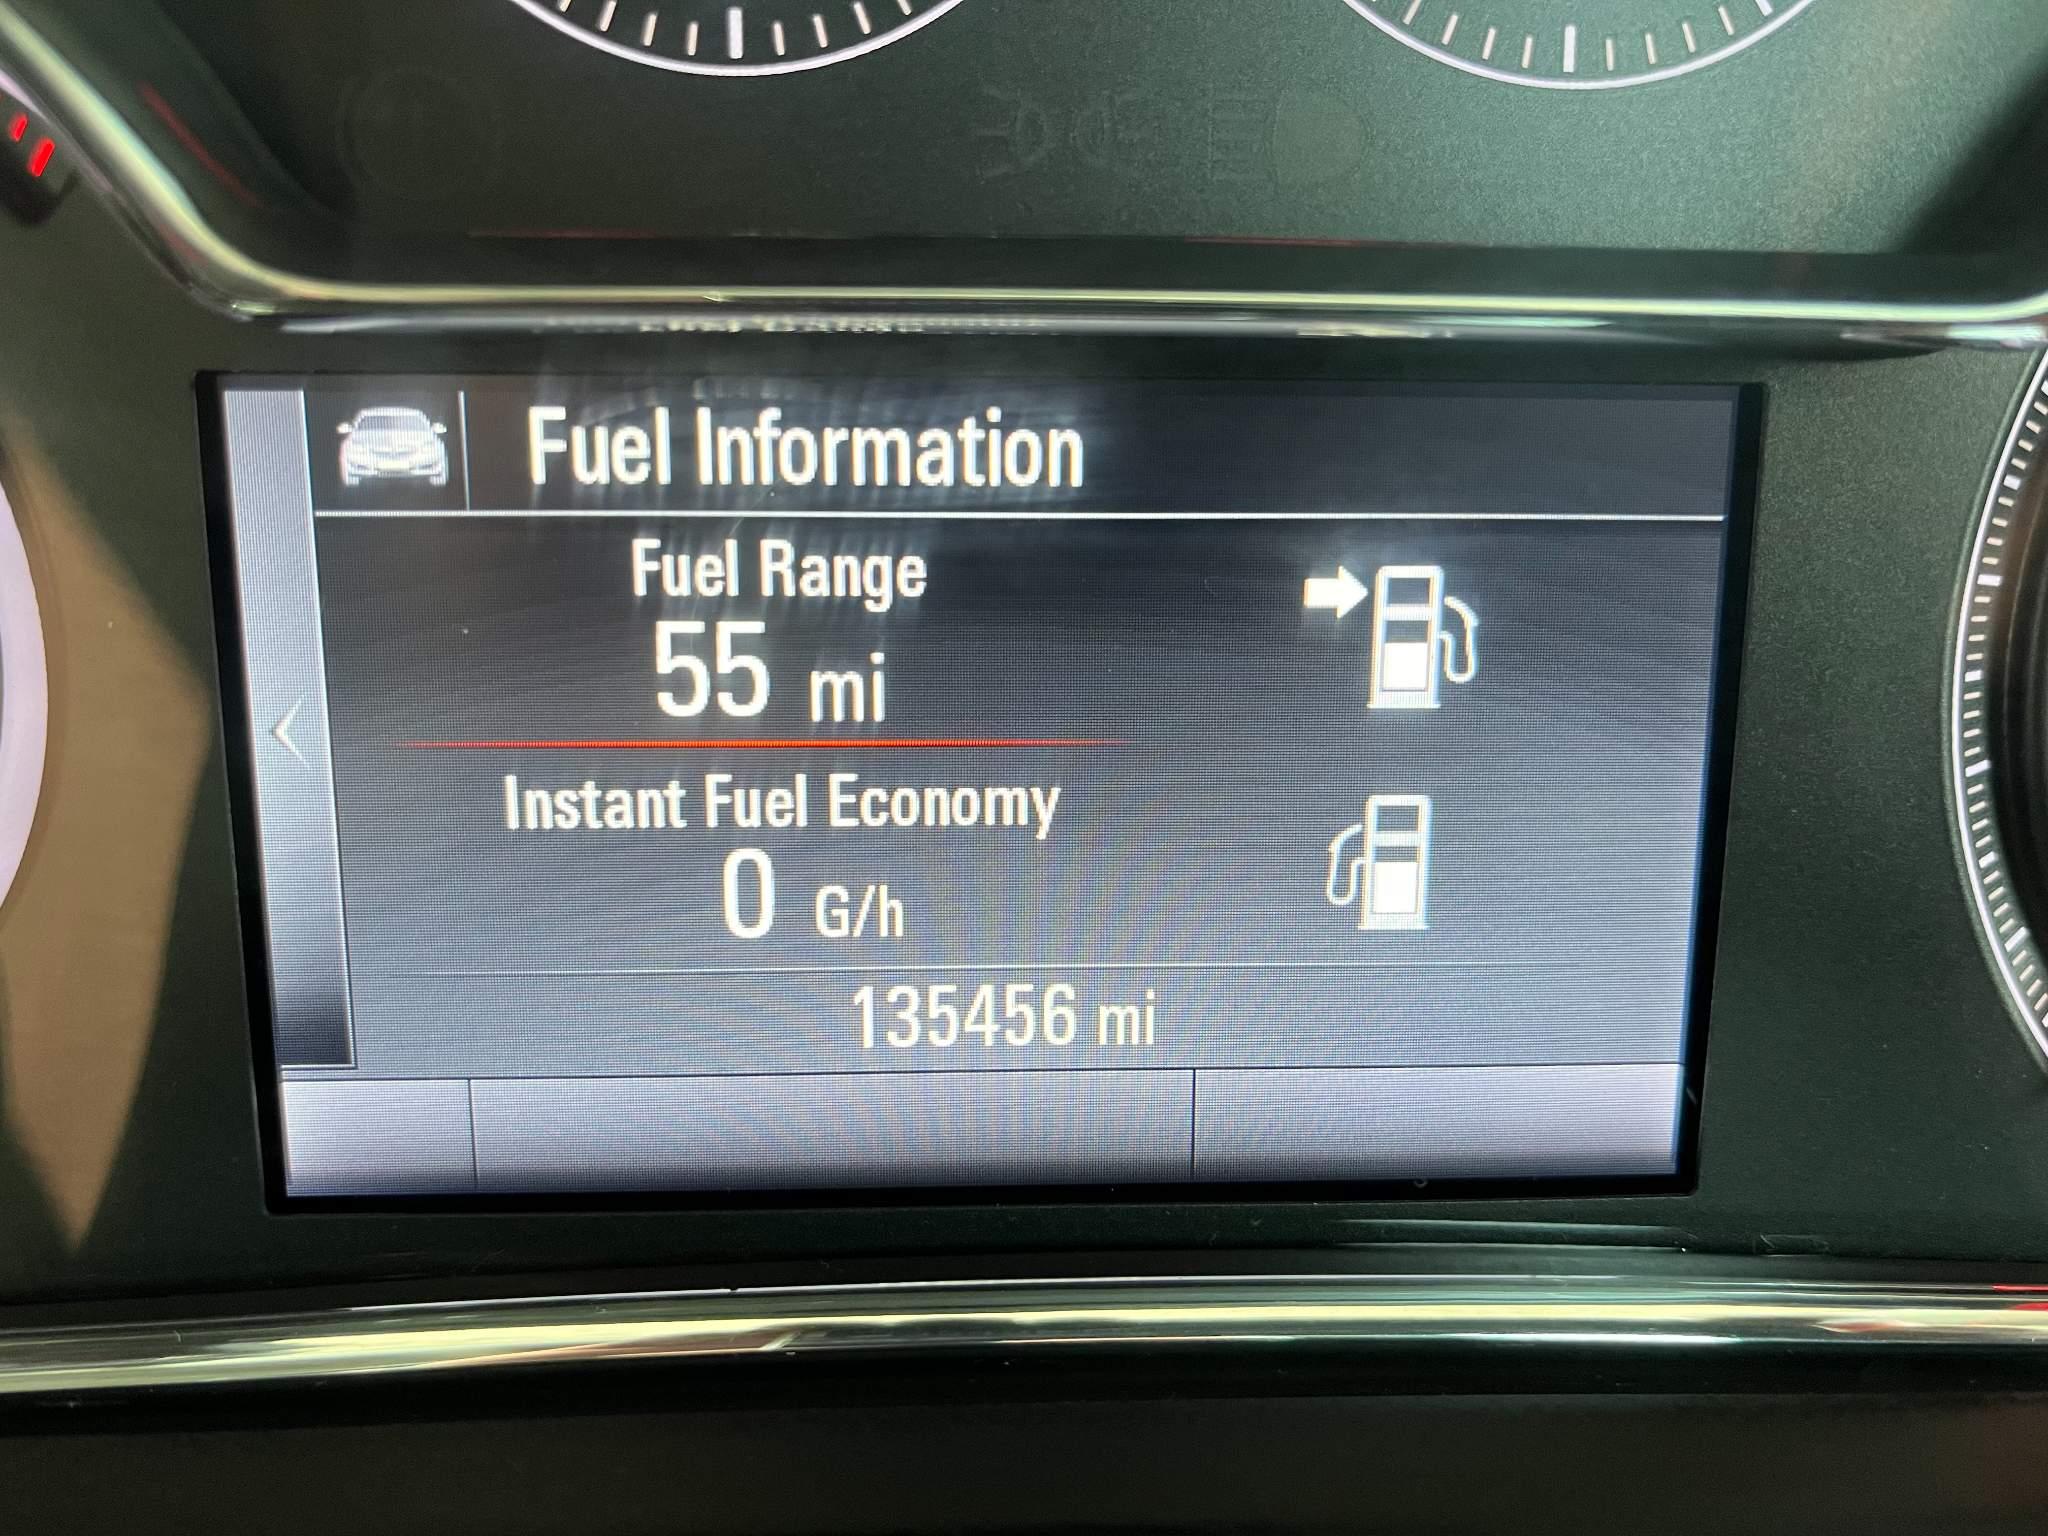 Fuel Information
Fuel Range
55 mi
Instant Fuel Economy
0 G/h
135456 mi